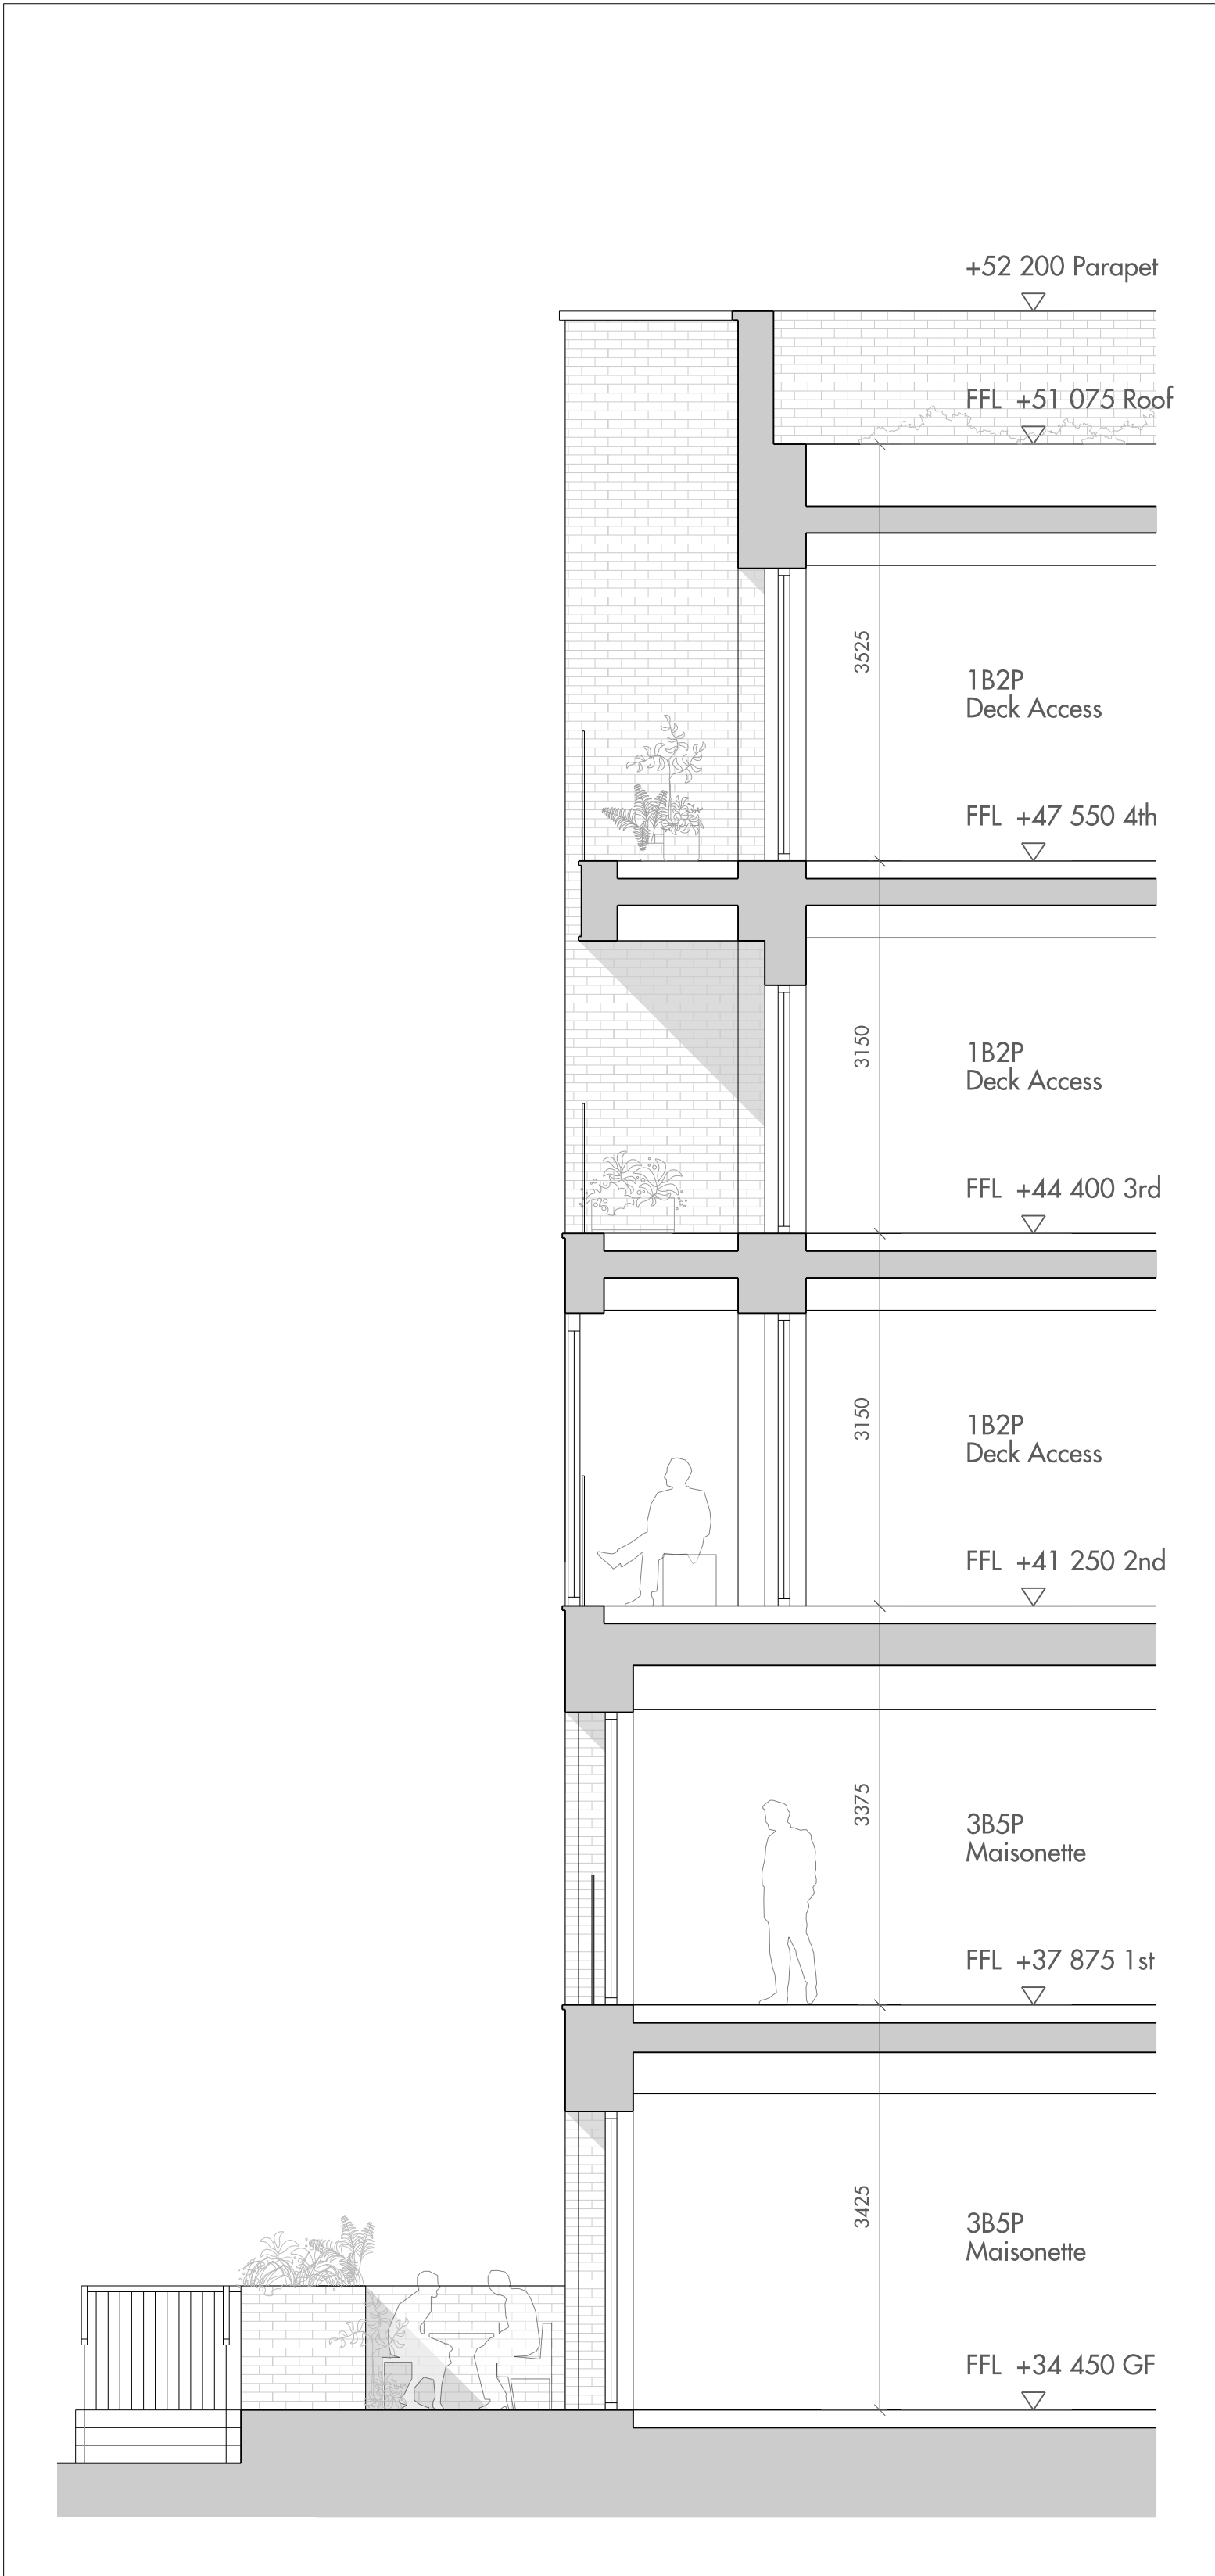 +52 200 Parapet
FFL +51 075 Roof
3525
1B2P
Deck Access
FFL +47 550 4th
3150
1B2P
Deck Access
FFL +44 400 3rd
3150
1B2P
Deck Access
FFL +41 250 2nd
3375
3B5P
Maisonette
FFL +37 875 1st
3425
3B5P
Maisonette
FFL +34 450 GF